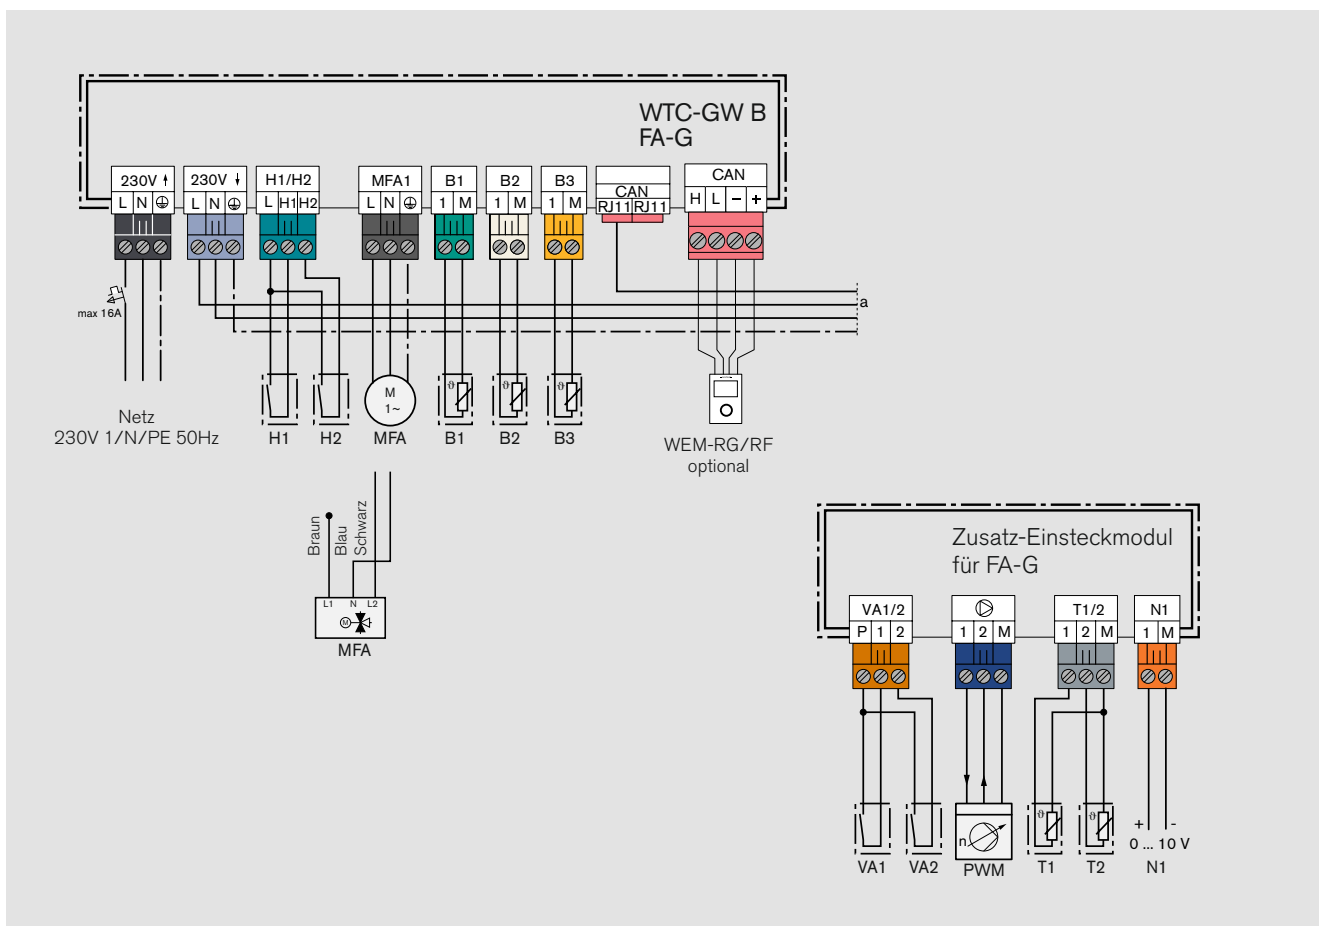 WTC-GW B
FA-G
230V 230V H1/H2 MFA1 B1 B2 B3 CAN CAN
L N L N L H1 H2 L N 1 M 1 M 1 M RJ11 RJ11 H L − +
max 16A
a
Netz
230V 1/N/PE 50Hz
H1 H2
M
1~
MFA
ϑ ϑ ϑ
B1 B2 B3
WEM-RG/RF
optional
Braun
Blau
Schwarz
L1 N L2
M
MFA
Zusatz-Einsteckmodul
für FA-G
VA1/2 T1/2 N1
P 1 2 1 2 M 1 2 M 1 M
n
ϑ ϑ
+ -
0 ... 10 V
VA1 VA2 PWM T1 T2 N1